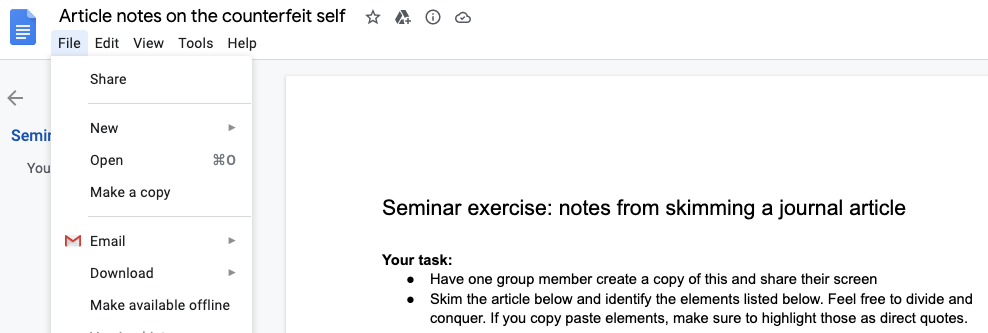 Article notes on the counterfeit self
File Edit View Tools Help
Share
New
Open ⌘O
Make a copy
Email
Download
Make available offline
Semin
You
Seminar exercise: notes from skimming a journal article
Your task:
● Have one group member create a copy of this and share their screen
● Skim the article below and identify the elements listed below. Feel free to divide and
conquer. If you copy paste elements, make sure to highlight those as direct quotes.